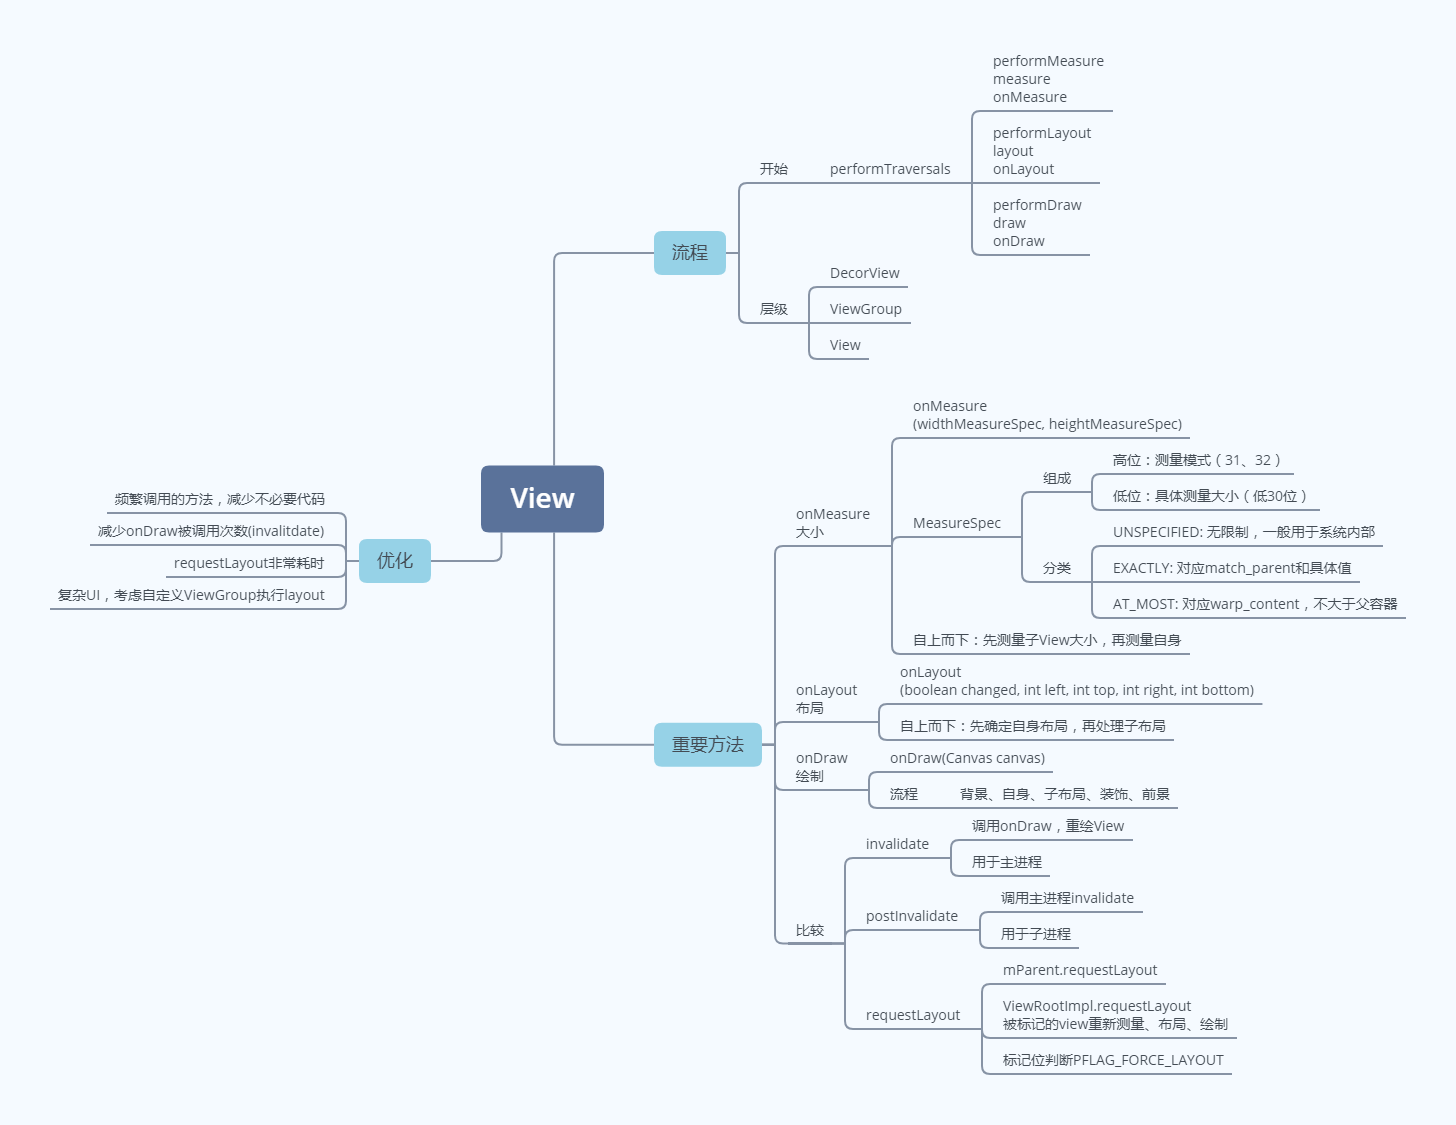 View
流程
开始
performTraversals
performMeasure
measure
onMeasure
performLayout
layout
onLayout
performDraw
draw
onDraw
层级
DecorView
ViewGroup
View
重要方法
onMeasure
大小
onMeasure
(widthMeasureSpec, heightMeasureSpec)
MeasureSpec
组成
高位：测量模式（31、32）
低位：具体测量大小（低30位）
分类
UNSPECIFIED: 无限制，一般用于系统内部
EXACTLY: 对应match_parent和具体值
AT_MOST: 对应warp_content，不大于父容器
自上而下：先测量子View大小，再测量自身
onLayout
布局
onLayout
(boolean changed, int left, int top, int right, int bottom)
自上而下：先确定自身布局，再处理子布局
onDraw
绘制
onDraw(Canvas canvas)
流程
背景、自身、子布局、装饰、前景
比较
invalidate
调用onDraw，重绘View
用于主进程
postInvalidate
调用主进程invalidate
用于子进程
requestLayout
mParent.requestLayout
ViewRootImpl.requestLayout
被标记的view重新测量、布局、绘制
标记位判断PFLAG_FORCE_LAYOUT
优化
频繁调用的方法，减少不必要代码
减少onDraw被调用次数(invalitdate)
requestLayout非常耗时
复杂UI，考虑自定义ViewGroup执行layout